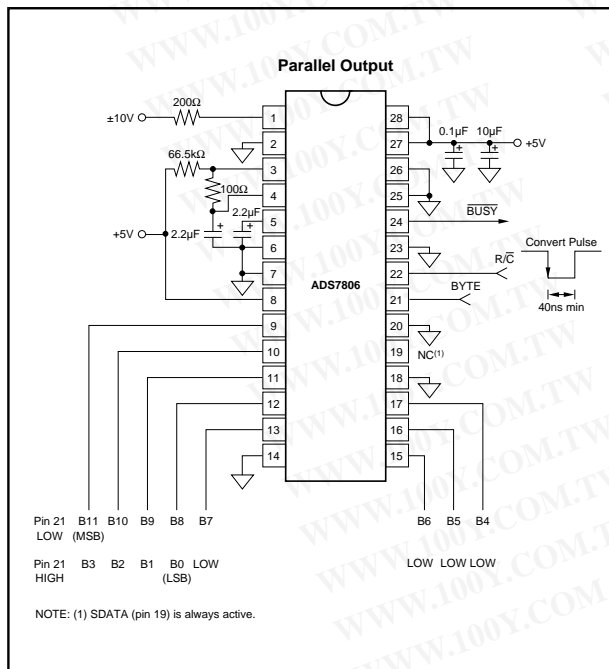 Parallel Output
±10V
200Ω
66.5kΩ
100Ω
2.2µF
2.2µF
+5V
1
2
3
4
5
6
7
8
9
10
11
12
13
14
ADS7806
28
27
26
25
24
23
22
21
20
19
18
17
16
15
0.1µF
10µF
+5V
BUSY
Convert Pulse
R/C
BYTE
40ns min
NC(1)
+
+
+
+
Pin 21 LOW
B11 (MSB)
B10
B9
B8
B7
B6
B5
B4
Pin 21 HIGH
B3
B2
B1
B0 (LSB)
LOW
LOW
LOW
LOW
NOTE: (1) SDATA (pin 19) is always active.
WWW.100Y.COM.TW